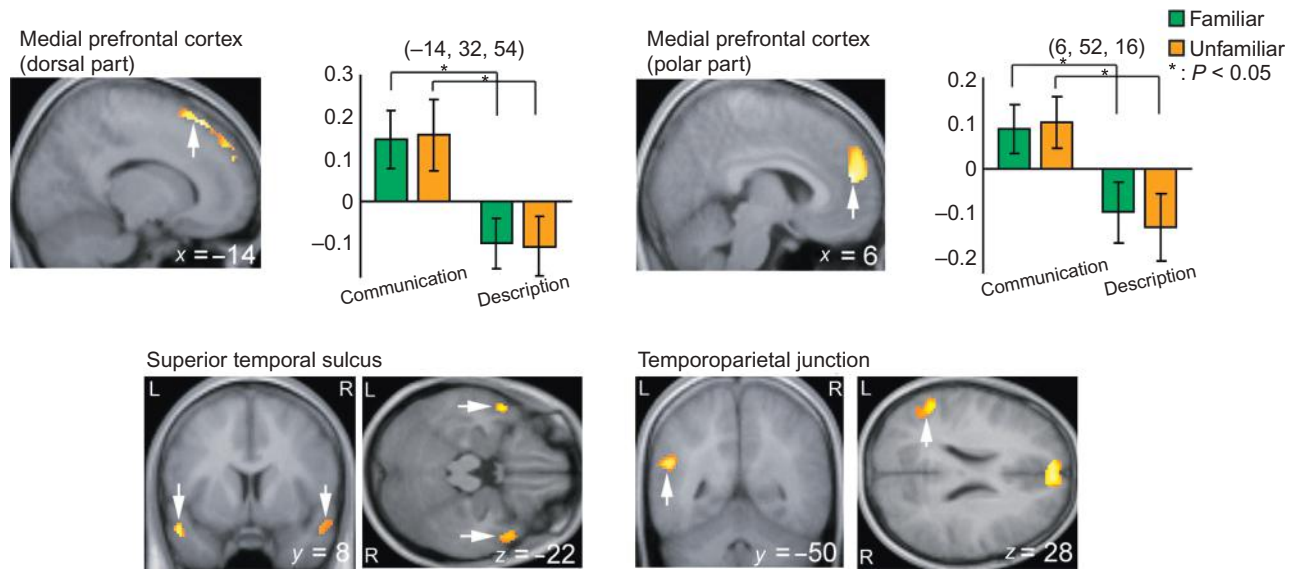 Medial prefrontal cortex
(dorsal part)
x = –14
(–14, 32, 54)
*
*
0.3
0.2
0.1
0
–0.1
Communication
Description
Medial prefrontal cortex
(polar part)
x = 6
(6, 52, 16)
*
*
0.2
0.1
0
–0.1
–0.2
Communication
Description
Familiar
Unfamiliar
* : P < 0.05
Superior temporal sulcus
L R
y = 8
L
R
z = –22
Temporoparietal junction
L R
y = –50
L
R
z = 28